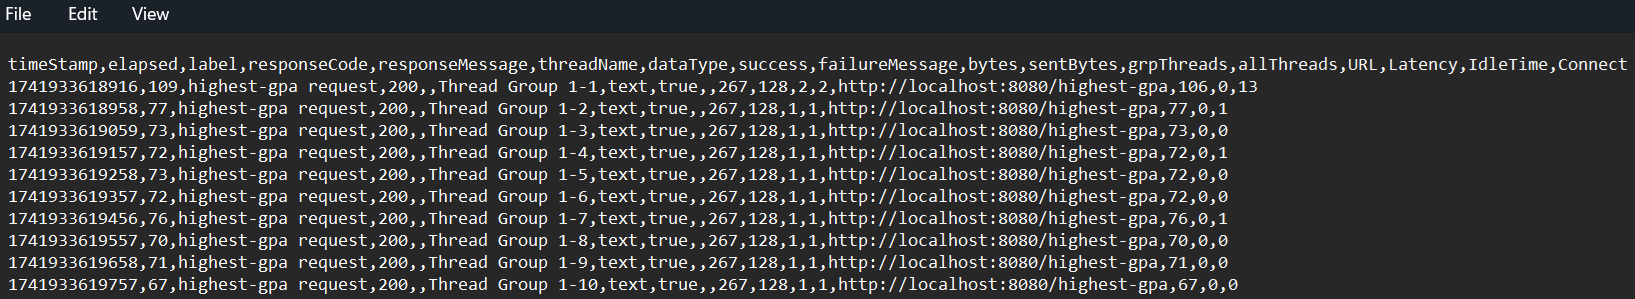 File Edit View
timeStamp,elapsed,label,responseCode,responseMessage,threadName,dataType,success,failureMessage,bytes,sentBytes,grpThreads,allThreads,URL,Latency,IdleTime,Connect
1741933618916,109,highest-gpa request,200,,Thread Group 1-1,text,true,,267,128,2,2,http://localhost:8080/highest-gpa,106,0,13
1741933618958,77,highest-gpa request,200,,Thread Group 1-2,text,true,,267,128,1,1,http://localhost:8080/highest-gpa,77,0,1
1741933619059,73,highest-gpa request,200,,Thread Group 1-3,text,true,,267,128,1,1,http://localhost:8080/highest-gpa,73,0,0
1741933619157,72,highest-gpa request,200,,Thread Group 1-4,text,true,,267,128,1,1,http://localhost:8080/highest-gpa,72,0,1
1741933619258,73,highest-gpa request,200,,Thread Group 1-5,text,true,,267,128,1,1,http://localhost:8080/highest-gpa,72,0,0
1741933619357,72,highest-gpa request,200,,Thread Group 1-6,text,true,,267,128,1,1,http://localhost:8080/highest-gpa,72,0,0
1741933619456,76,highest-gpa request,200,,Thread Group 1-7,text,true,,267,128,1,1,http://localhost:8080/highest-gpa,76,0,1
1741933619557,70,highest-gpa request,200,,Thread Group 1-8,text,true,,267,128,1,1,http://localhost:8080/highest-gpa,70,0,0
1741933619658,71,highest-gpa request,200,,Thread Group 1-9,text,true,,267,128,1,1,http://localhost:8080/highest-gpa,71,0,0
1741933619757,67,highest-gpa request,200,,Thread Group 1-10,text,true,,267,128,1,1,http://localhost:8080/highest-gpa,67,0,0